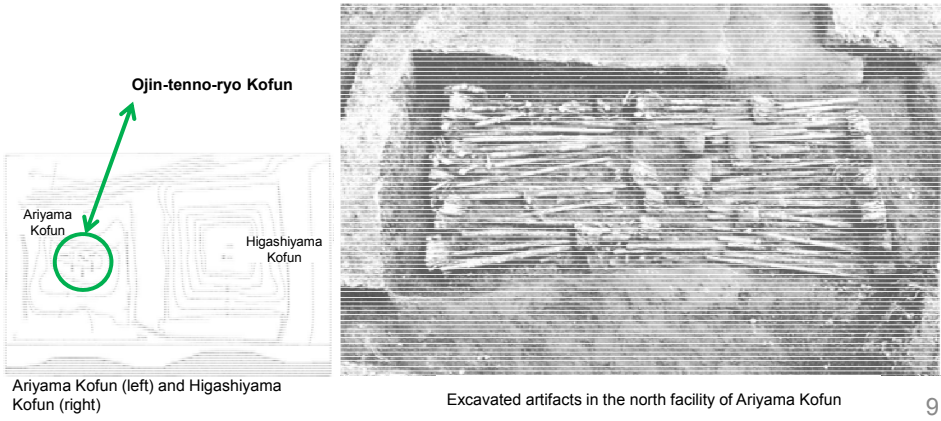 Ojin-tenno-ryo Kofun
Ariyama
Kofun
Higashiyama
Kofun
Ariyama Kofun (left) and Higashiyama
Kofun (right)
Excavated artifacts in the north facility of Ariyama Kofun
9